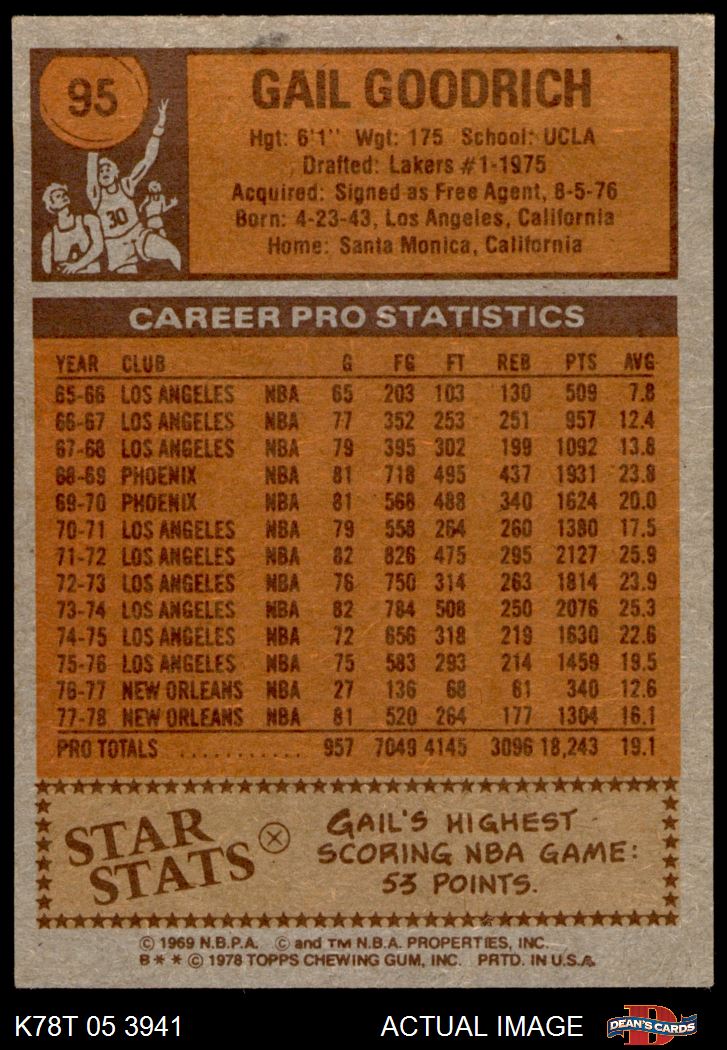 95
GAIL GOODRICH
Hgt: 6'1" Wgt: 175 School: UCLA
Drafted: Lakers #1-1975
Acquired: Signed as Free Agent, 8-5-76
Born: 4-23-43, Los Angeles, California
Home: Santa Monica, California
30
CAREER PRO STATISTICS
YEAR CLUB G FG FT REB PTS AVG
65-66 LOS ANGELES NBA 65 203 103 130 509 7.8
66-67 LOS ANGELES NBA 77 352 253 251 957 12.4
67-68 LOS ANGELES NBA 79 395 302 199 1092 13.8
68-69 PHOENIX NBA 81 718 495 437 1931 23.8
69-70 PHOENIX NBA 81 568 488 340 1624 20.0
70-71 LOS ANGELES NBA 79 558 264 260 1380 17.5
71-72 LOS ANGELES NBA 82 826 475 295 2127 25.9
72-73 LOS ANGELES NBA 76 750 314 263 1814 23.9
73-74 LOS ANGELES NBA 82 784 508 250 2076 25.3
74-75 LOS ANGELES NBA 72 656 318 219 1630 22.6
75-76 LOS ANGELES NBA 75 583 293 214 1459 19.5
76-77 NEW ORLEANS NBA 27 136 68 61 340 12.6
77-78 NEW ORLEANS NBA 81 520 264 177 1304 16.1
PRO TOTALS ........... 957 7049 4145 3096 18,243 19.1
STAR STATS
GAIL'S HIGHEST
SCORING NBA GAME:
53 POINTS.
© 1969 N.B.P.A. © and TM N.B.A. PROPERTIES, INC.
B * * © 1978 TOPPS CHEWING GUM, INC. PRTD. IN U.S.A.
K78T 05 3941 ACTUAL IMAGE DEAN'S CARDS